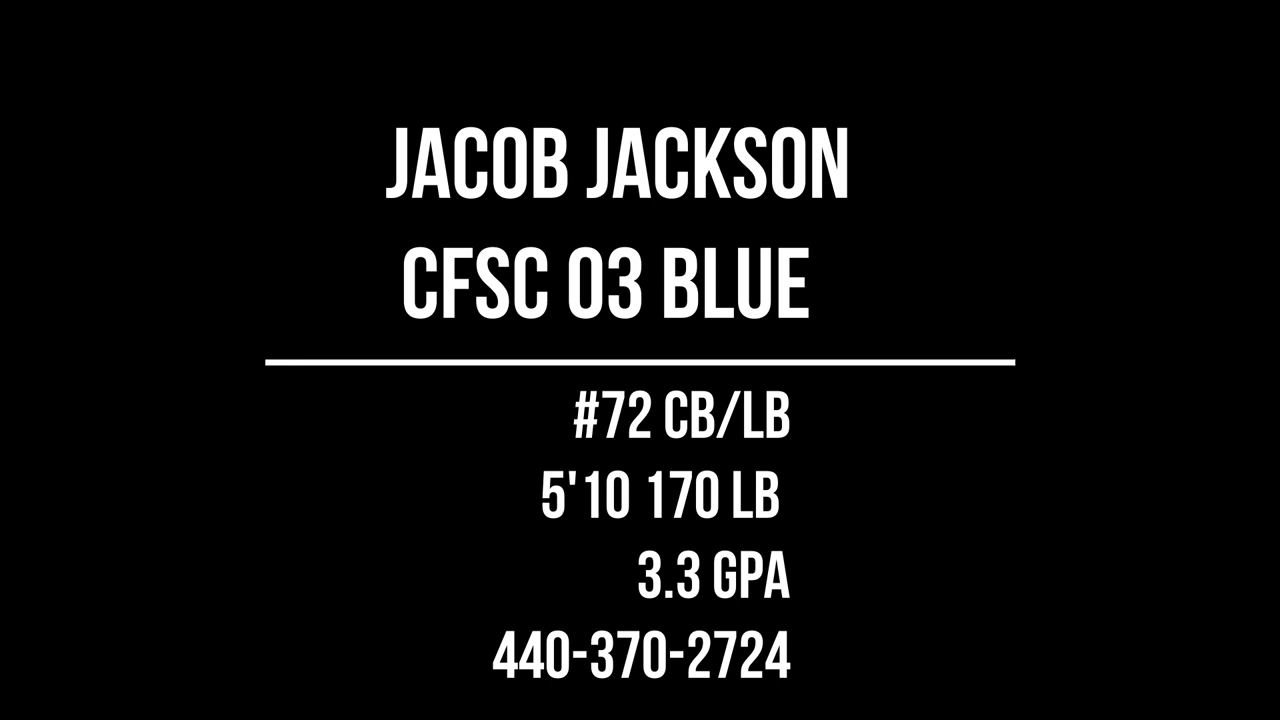 JACOB JACKSON
CFSC 03 BLUE
#72 CB/LB
5'10 170 LB
3.3 GPA
440-370-2724